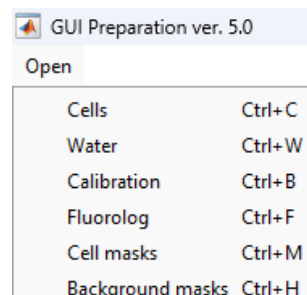 GUI Preparation ver. 5.0
Open
Cells Ctrl+C
Water Ctrl+W
Calibration Ctrl+B
Fluorolog Ctrl+F
Cell masks Ctrl+M
Background masks Ctrl+H